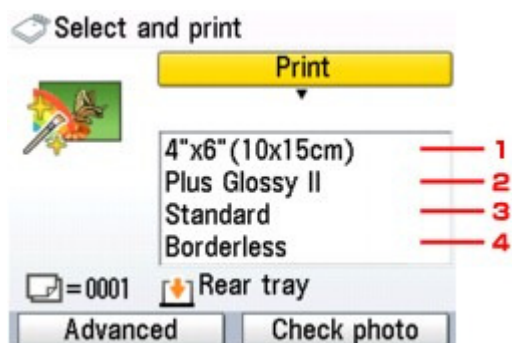 Select and print
Print
4"x6"(10x15cm) 1
Plus Glossy II 2
Standard 3
Borderless 4
=0001 Rear tray
Advanced Check photo